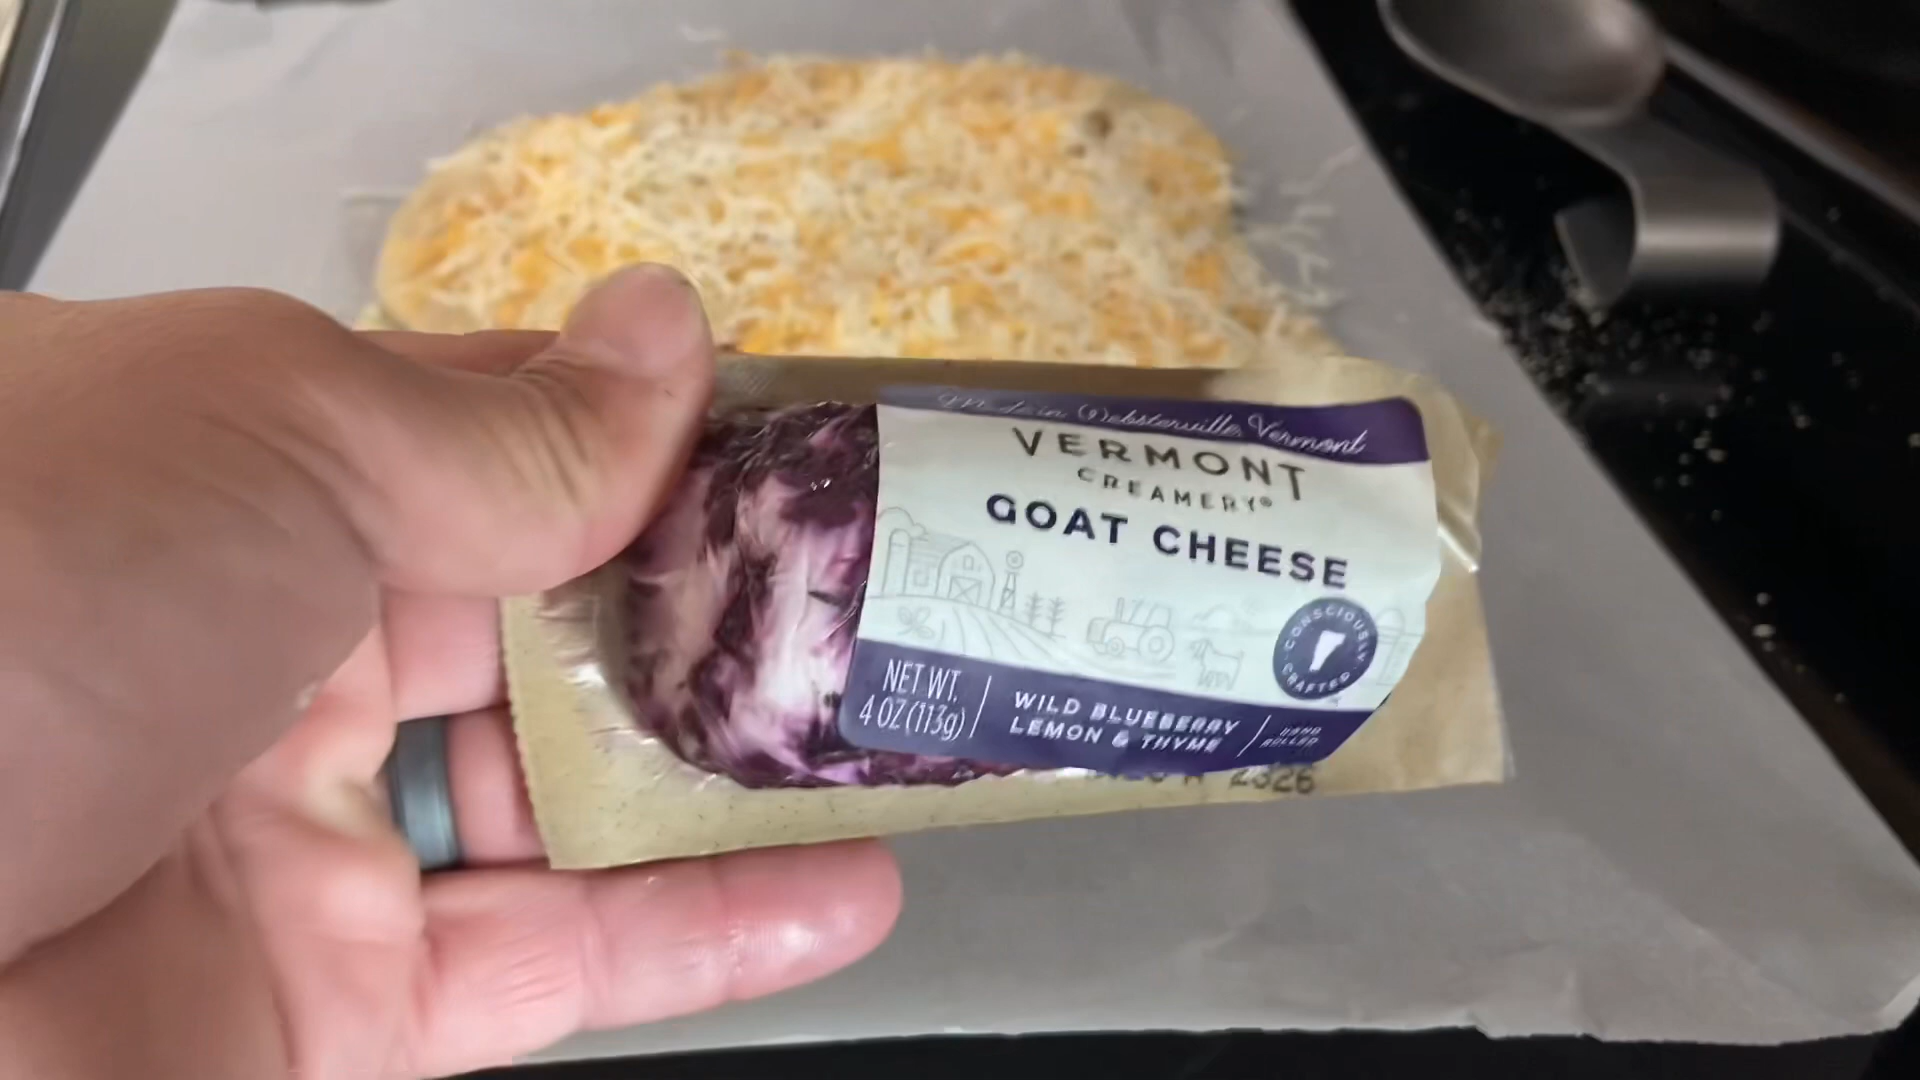 Made in Websterville, Vermont
VERMONT
CREAMERY®
GOAT CHEESE
CONSCIOUSLY
CRAFTED
NET WT.
4 OZ (113g)
WILD BLUEBERRY
LEMON & THYME
HAND
ROLLED
2326